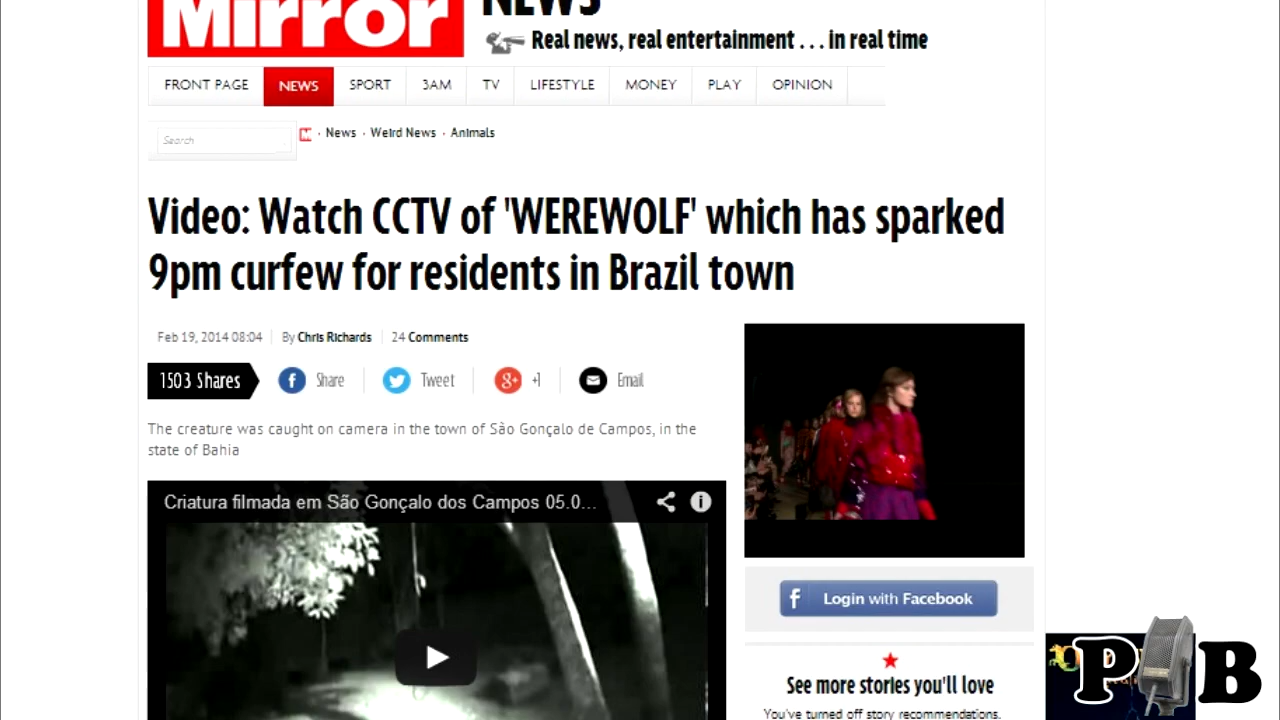 Mirror NEWS
Real news, real entertainment . . . in real time
FRONT PAGE NEWS SPORT 3AM TV LIFESTYLE MONEY PLAY OPINION
Search
· News · Weird News · Animals
Video: Watch CCTV of 'WEREWOLF' which has sparked
9pm curfew for residents in Brazil town
Feb 19, 2014 08:04 By Chris Richards 24 Comments
1503 Shares Share Tweet +1 Email
The creature was caught on camera in the town of São Gonçalo de Campos, in the
state of Bahia
Criatura filmada em São Gonçalo dos Campos 05.0...
Login with Facebook
See more stories you'll love
You've turned off story recommendations.
P B